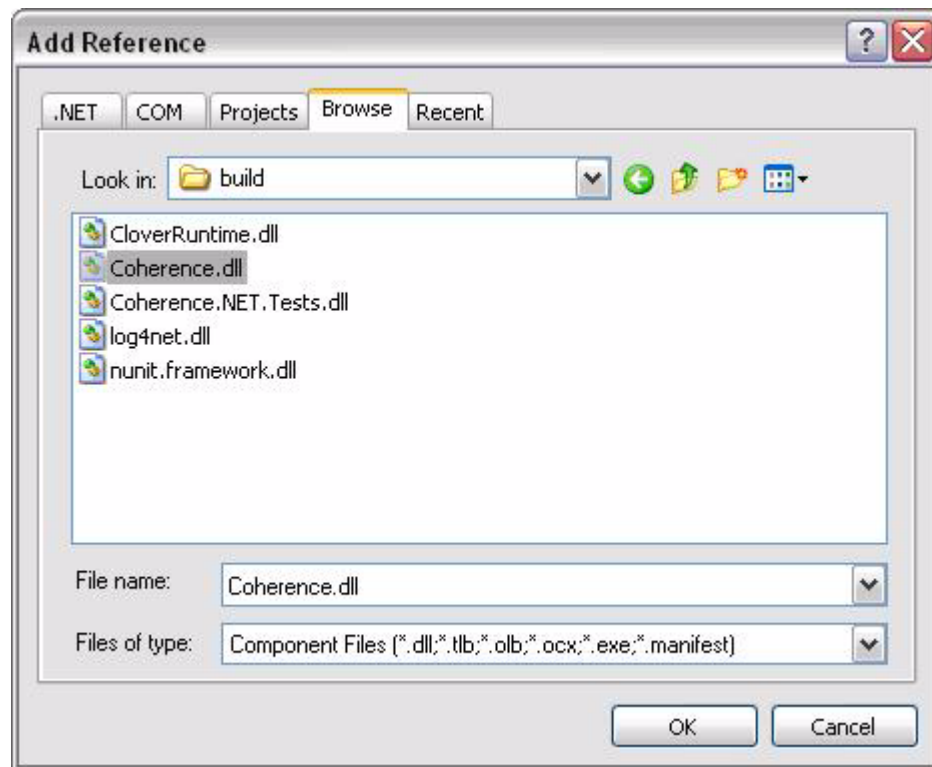 Add Reference
.NET COM Projects Browse Recent
Look in: build
CloverRuntime.dll
Coherence.dll
Coherence.NET.Tests.dll
log4net.dll
nunit.framework.dll
File name: Coherence.dll
Files of type: Component Files (*.dll;*.tlb;*.olb;*.ocx;*.exe;*.manifest)
OK Cancel